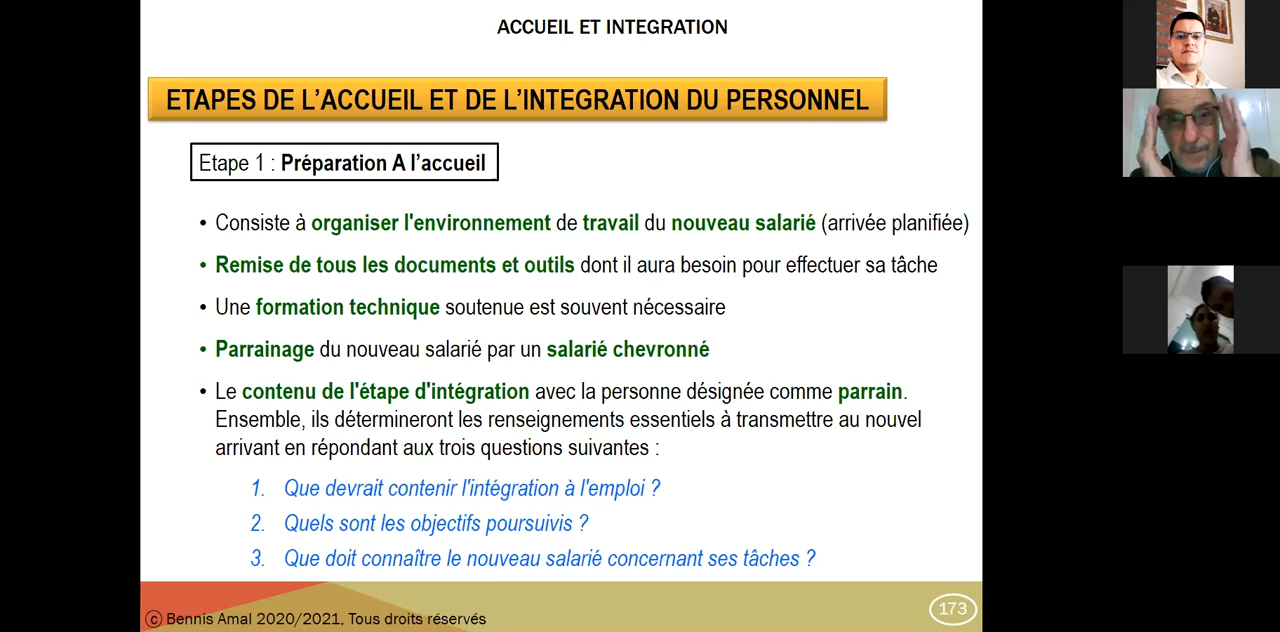 ACCUEIL ET INTEGRATION
ETAPES DE L'ACCUEIL ET DE L'INTEGRATION DU PERSONNEL
Etape 1 : Préparation A l'accueil
• Consiste à organiser l'environnement de travail du nouveau salarié (arrivée planifiée)
• Remise de tous les documents et outils dont il aura besoin pour effectuer sa tâche
• Une formation technique soutenue est souvent nécessaire
• Parrainage du nouveau salarié par un salarié chevronné
• Le contenu de l'étape d'intégration avec la personne désignée comme parrain.
Ensemble, ils détermineront les renseignements essentiels à transmettre au nouvel
arrivant en répondant aux trois questions suivantes :
1. Que devrait contenir l'intégration à l'emploi ?
2. Quels sont les objectifs poursuivis ?
3. Que doit connaître le nouveau salarié concernant ses tâches ?
© Bennis Amal 2020/2021, Tous droits réservés
173